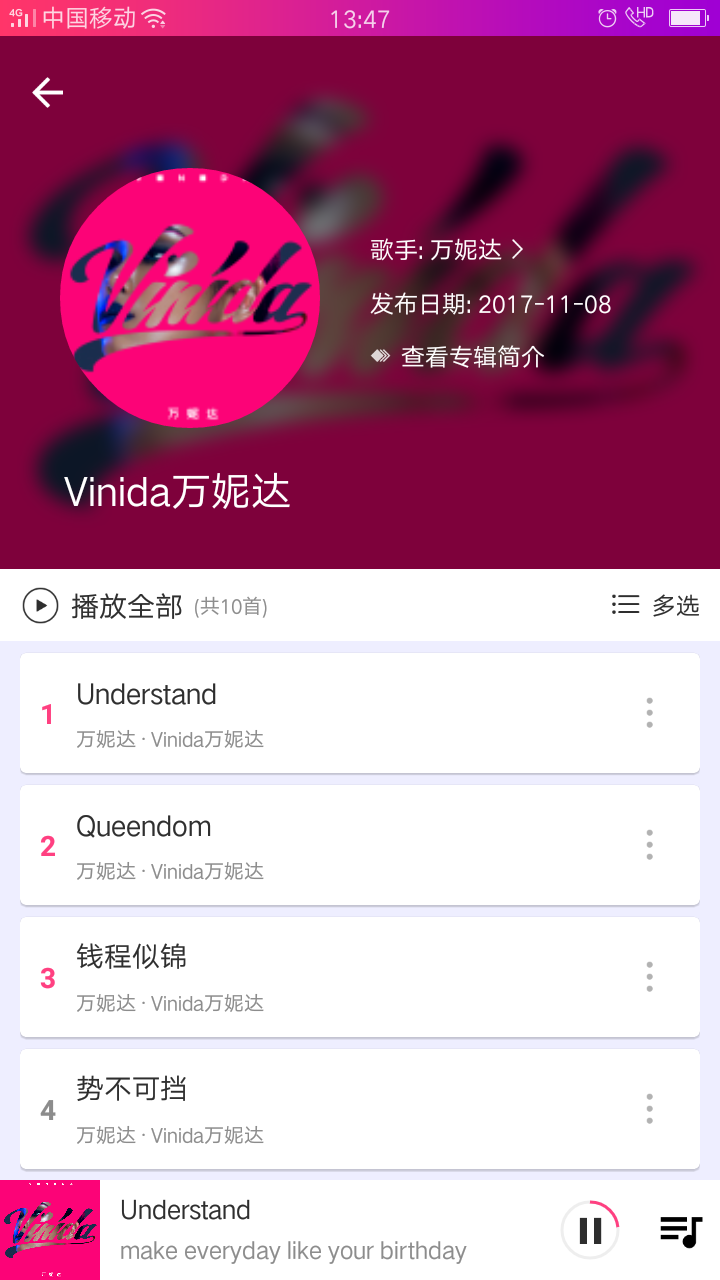 4G 中国移动 13:47 HD
Vinida
万妮达
歌手: 万妮达
发布日期: 2017-11-08
查看专辑简介
Vinida万妮达
播放全部 (共10首) 多选
1 Understand
万妮达 · Vinida万妮达
2 Queendom
万妮达 · Vinida万妮达
3 钱程似锦
万妮达 · Vinida万妮达
4 势不可挡
万妮达 · Vinida万妮达
Vinida
Understand
make everyday like your birthday